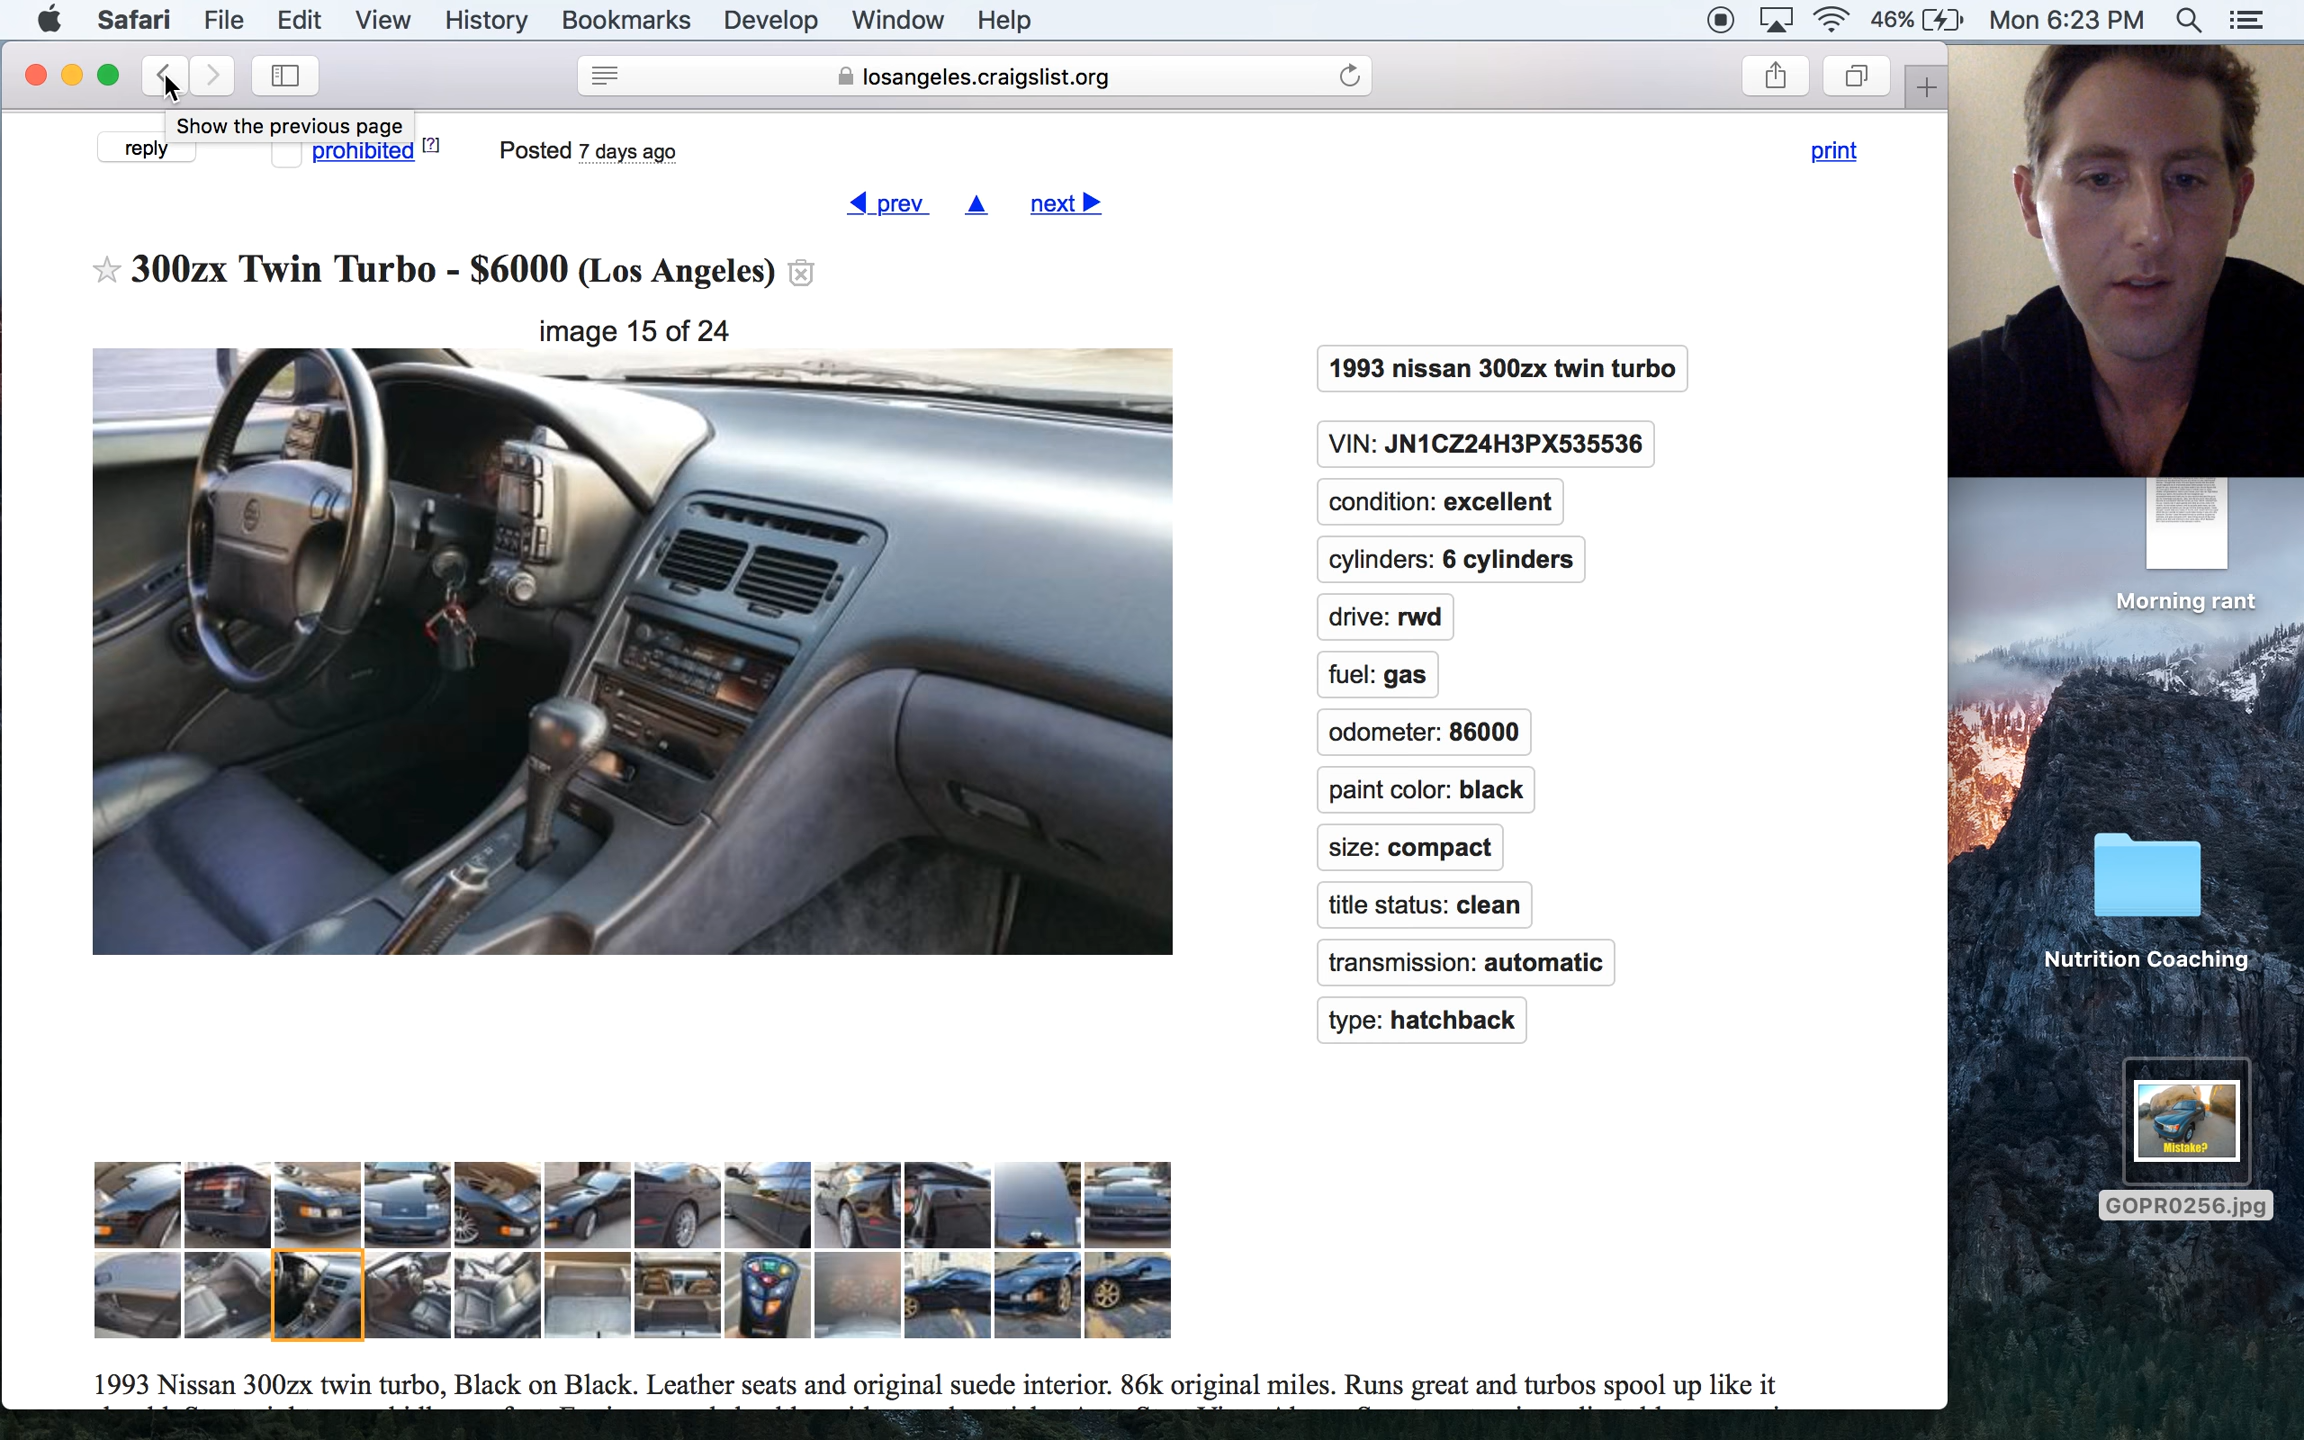 Safari File Edit View History Bookmarks Develop Window Help 46% Mon 6:23 PM
losangeles.craigslist.org
Show the previous page
reply prohibited [?] Posted 7 days ago print
◀ prev ▲ next ▶
300zx Twin Turbo - $6000 (Los Angeles)
image 15 of 24
1993 nissan 300zx twin turbo
VIN: JN1CZ24H3PX535536
condition: excellent
cylinders: 6 cylinders
drive: rwd
fuel: gas
odometer: 86000
paint color: black
size: compact
title status: clean
transmission: automatic
type: hatchback
1993 Nissan 300zx twin turbo, Black on Black. Leather seats and original suede interior. 86k original miles. Runs great and turbos spool up like it
Morning rant
Nutrition Coaching
Mistake?
GOPR0256.jpg